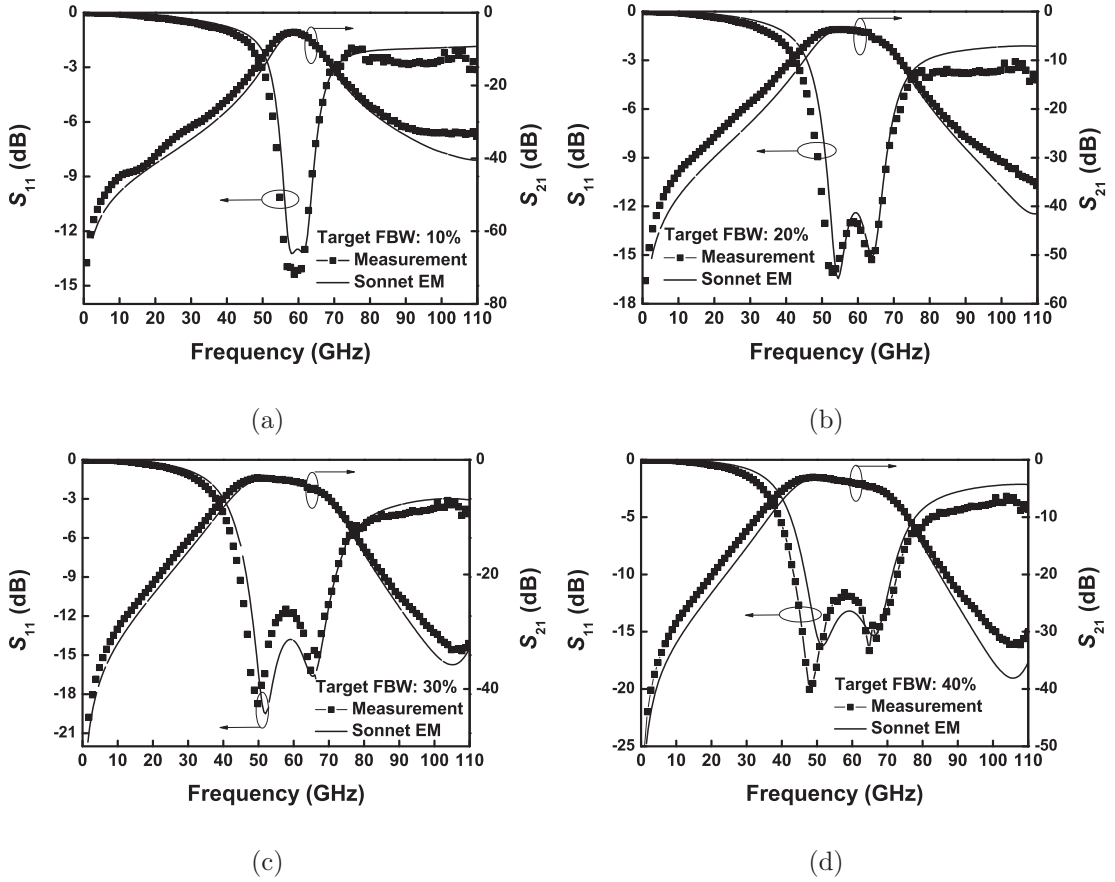 0
-3
-6
-9
-12
-15
0
-20
-40
-60
-80
S11 (dB)
S21 (dB)
Target FBW: 10%
Measurement
Sonnet EM
0 10 20 30 40 50 60 70 80 90 100 110
Frequency (GHz)
(a)
0
-3
-6
-9
-12
-15
-18
0
-10
-20
-30
-40
-50
-60
S11 (dB)
S21 (dB)
Target FBW: 20%
Measurement
Sonnet EM
0 10 20 30 40 50 60 70 80 90 100 110
Frequency (GHz)
(b)
0
-3
-6
-9
-12
-15
-18
-21
0
-20
-40
S11 (dB)
S21 (dB)
Target FBW: 30%
Measurement
Sonnet EM
0 10 20 30 40 50 60 70 80 90 100 110
Frequency (GHz)
(c)
0
-5
-10
-15
-20
-25
0
-10
-20
-30
-40
-50
S11 (dB)
S21 (dB)
Target FBW: 40%
Measurement
Sonnet EM
0 10 20 30 40 50 60 70 80 90 100 110
Frequency (GHz)
(d)